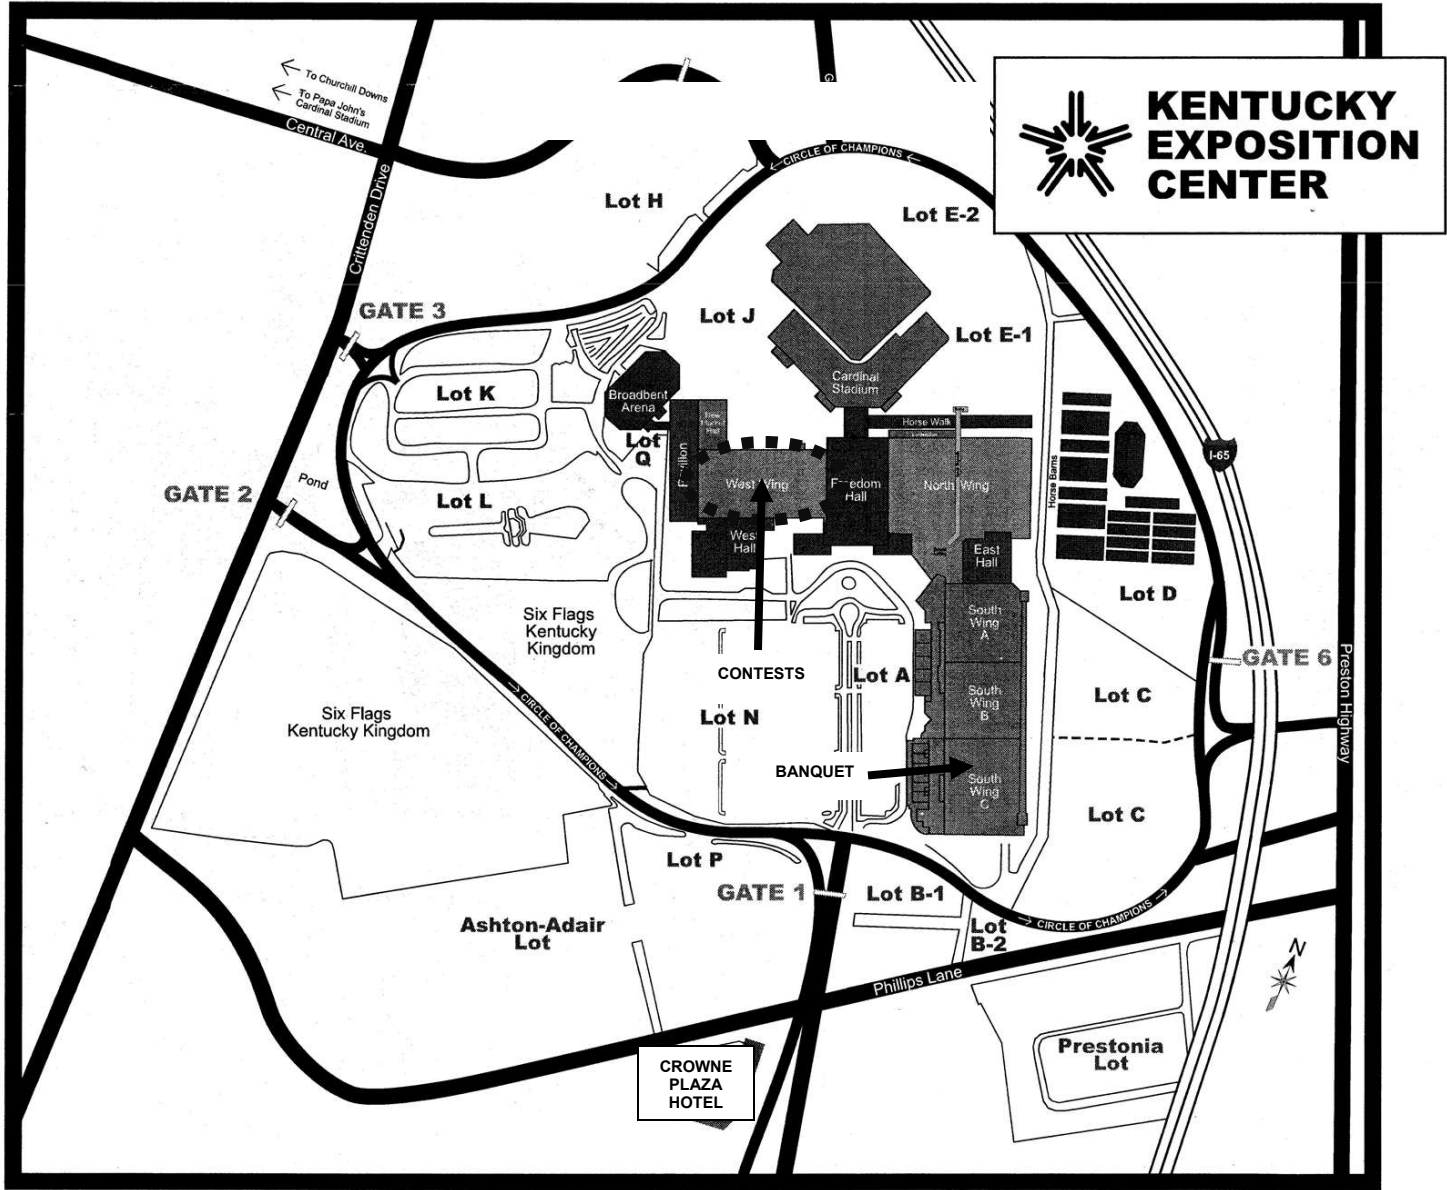 To Churchill Downs
To Papa John's
Cardinal Stadium
Central Ave.
Crittenden Drive
KENTUCKY
EXPOSITION
CENTER
CIRCLE OF CHAMPIONS
Lot H
Lot E-2
GATE 3
Lot J
Lot E-1
Cardinal
Stadium
Lot K
Broadbent
Arena
Horse Walk
Lot
Q
I-65
Pond
GATE 2
Lot L
West Wing
Freedom
Hall
North Wing
Horse Barns
West
Hall
East
Hall
Lot D
Six Flags
Kentucky
Kingdom
South
Wing
A
GATE 6
CONTESTS
Lot A
Lot C
South
Wing
B
Preston Highway
Six Flags
Kentucky Kingdom
Lot N
CIRCLE OF CHAMPIONS
BANQUET
South
Wing
C
Lot C
Lot P
GATE 1
Lot B-1
Ashton-Adair
Lot
Lot
B-2
CIRCLE OF CHAMPIONS
N
Phillips Lane
Prestonia
Lot
CROWNE
PLAZA
HOTEL